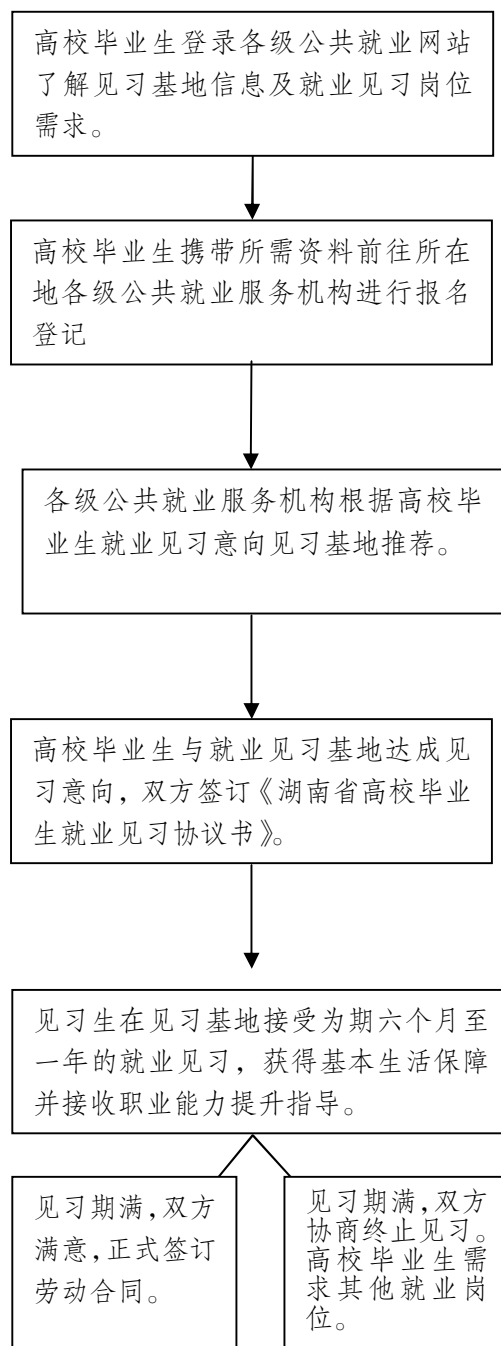 高校毕业生登录各级公共就业网站
了解见习基地信息及就业见习岗位
需求。
高校毕业生携带所需资料前往所在
地各级公共就业服务机构进行报名
登记
各级公共就业服务机构根据高校毕
业生就业见习意向见习基地推荐。
高校毕业生与就业见习基地达成见
习意向，双方签订《湖南省高校毕业
生就业见习协议书》。
见习生在见习基地接受为期六个月至
一年的就业见习，获得基本生活保障
并接收职业能力提升指导。
见习期满，双方
满意，正式签订
劳动合同。
见习期满，双方
协商终止见习。
高校毕业生需
求其他就业岗
位。